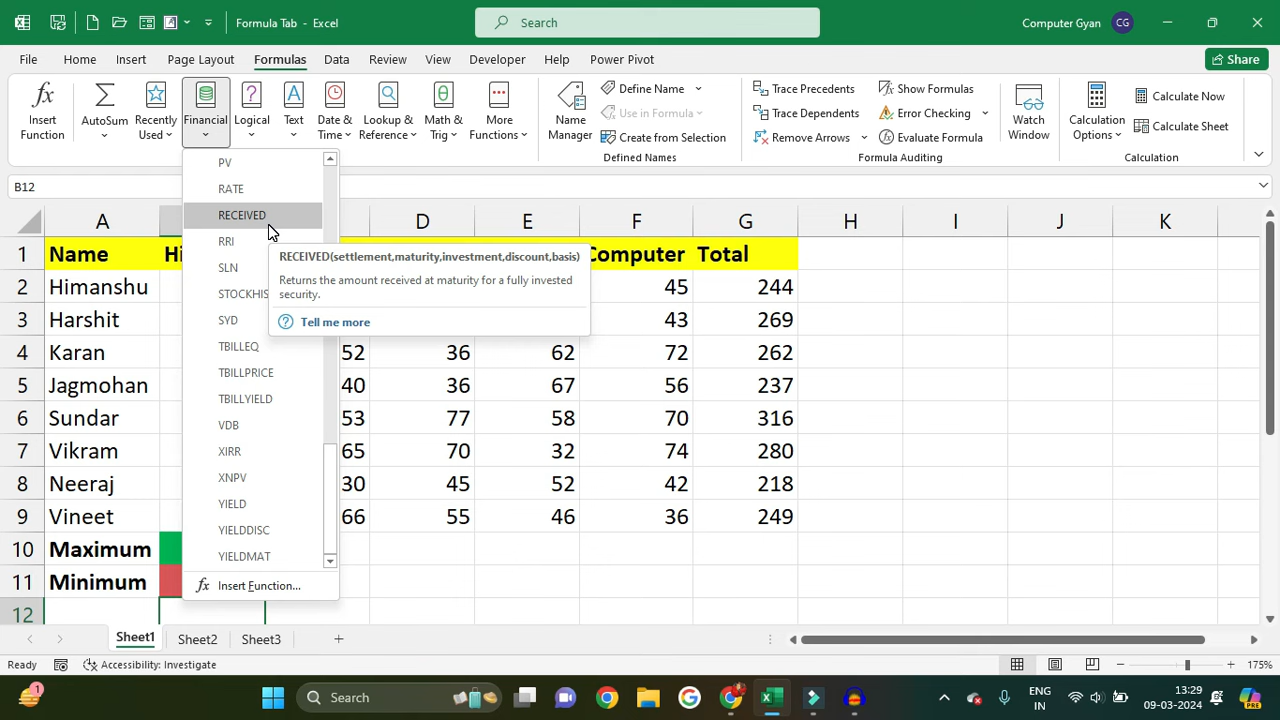 Formula Tab - Excel
Search
Computer Gyan
CG
File
Home
Insert
Page Layout
Formulas
Data
Review
View
Developer
Help
Power Pivot
Share
Insert
Function
AutoSum
Recently
Used
Financial
Logical
Text
Date &
Time
Lookup &
Reference
Math &
Trig
More
Functions
Name
Manager
Define Name
Use in Formula
Create from Selection
Defined Names
Trace Precedents
Trace Dependents
Remove Arrows
Show Formulas
Error Checking
Evaluate Formula
Formula Auditing
Watch
Window
Calculation
Options
Calculate Now
Calculate Sheet
Calculation
B12
PV
RATE
RECEIVED
RRI
SLN
SYD
TBILLEQ
TBILLPRICE
TBILLYIELD
VDB
XIRR
XNPV
YIELD
YIELDDISC
YIELDMAT
fx Insert Function...
RECEIVED(settlement,maturity,investment,discount,basis)
Returns the amount received at maturity for a fully invested
security.
Tell me more
A D E F G H I J K
1 Name Computer Total
2 Himanshu 45 244
3 Harshit 43 269
4 Karan 52 36 62 72 262
5 Jagmohan 40 36 67 56 237
6 Sundar 53 77 58 70 316
7 Vikram 65 70 32 74 280
8 Neeraj 30 45 52 42 218
9 Vineet 66 55 46 36 249
10 Maximum
11 Minimum
12
Sheet1
Sheet2
Sheet3
Ready
Accessibility: Investigate
175%
Search
ENG
IN
13:29
09-03-2024